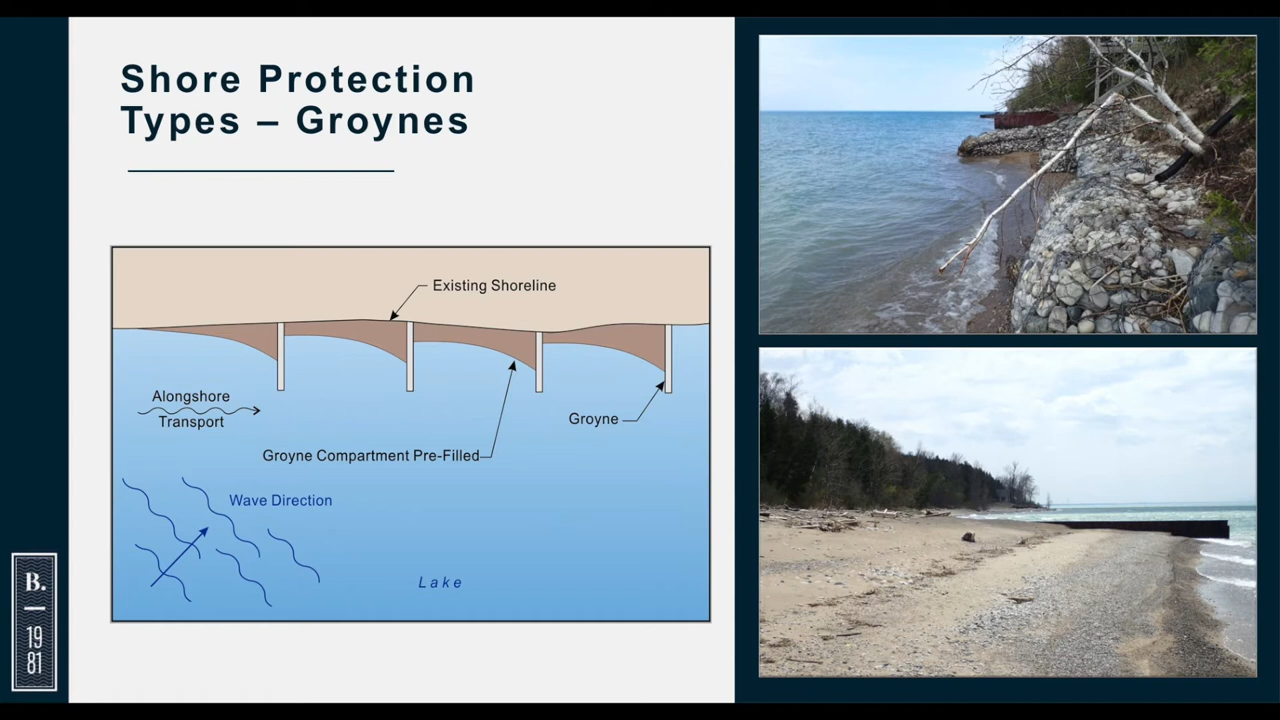 Shore Protection
Types – Groynes
Existing Shoreline
Alongshore
Transport
Groyne
Groyne Compartment Pre-Filled
Wave Direction
Lake
B.
19
81